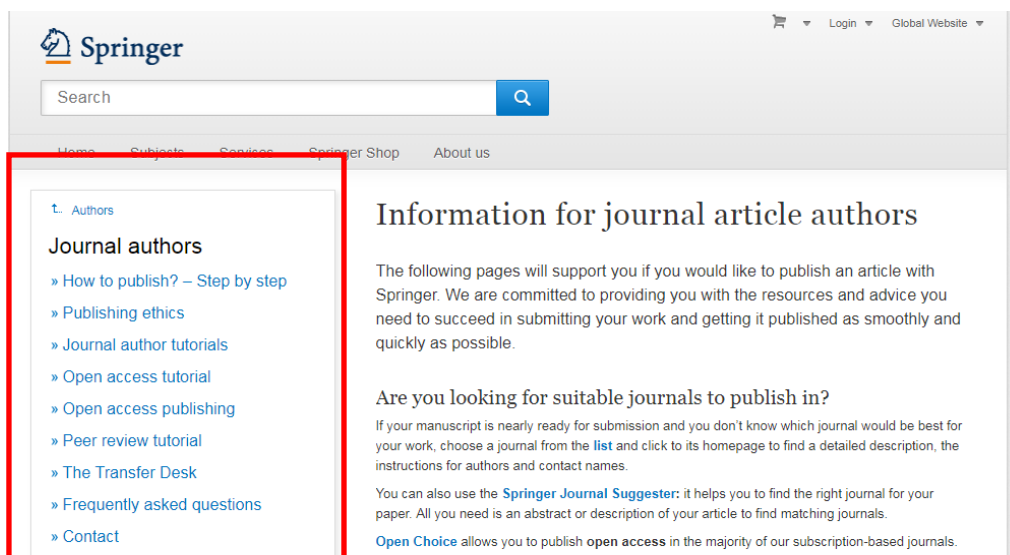 Login
Global Website
Springer
Search
Home Subjects Services Springer Shop About us
Authors
Journal authors
» How to publish? – Step by step
» Publishing ethics
» Journal author tutorials
» Open access tutorial
» Open access publishing
» Peer review tutorial
» The Transfer Desk
» Frequently asked questions
» Contact
Information for journal article authors
The following pages will support you if you would like to publish an article with
Springer. We are committed to providing you with the resources and advice you
need to succeed in submitting your work and getting it published as smoothly and
quickly as possible.
Are you looking for suitable journals to publish in?
If your manuscript is nearly ready for submission and you don’t know which journal would be best for
your work, choose a journal from the list and click to its homepage to find a detailed description, the
instructions for authors and contact names.
You can also use the Springer Journal Suggester: it helps you to find the right journal for your
paper. All you need is an abstract or description of your article to find matching journals.
Open Choice allows you to publish open access in the majority of our subscription-based journals.